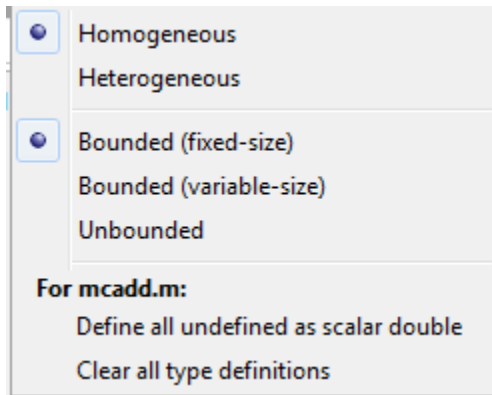 Homogeneous
Heterogeneous
Bounded (fixed-size)
Bounded (variable-size)
Unbounded
For mcadd.m:
Define all undefined as scalar double
Clear all type definitions